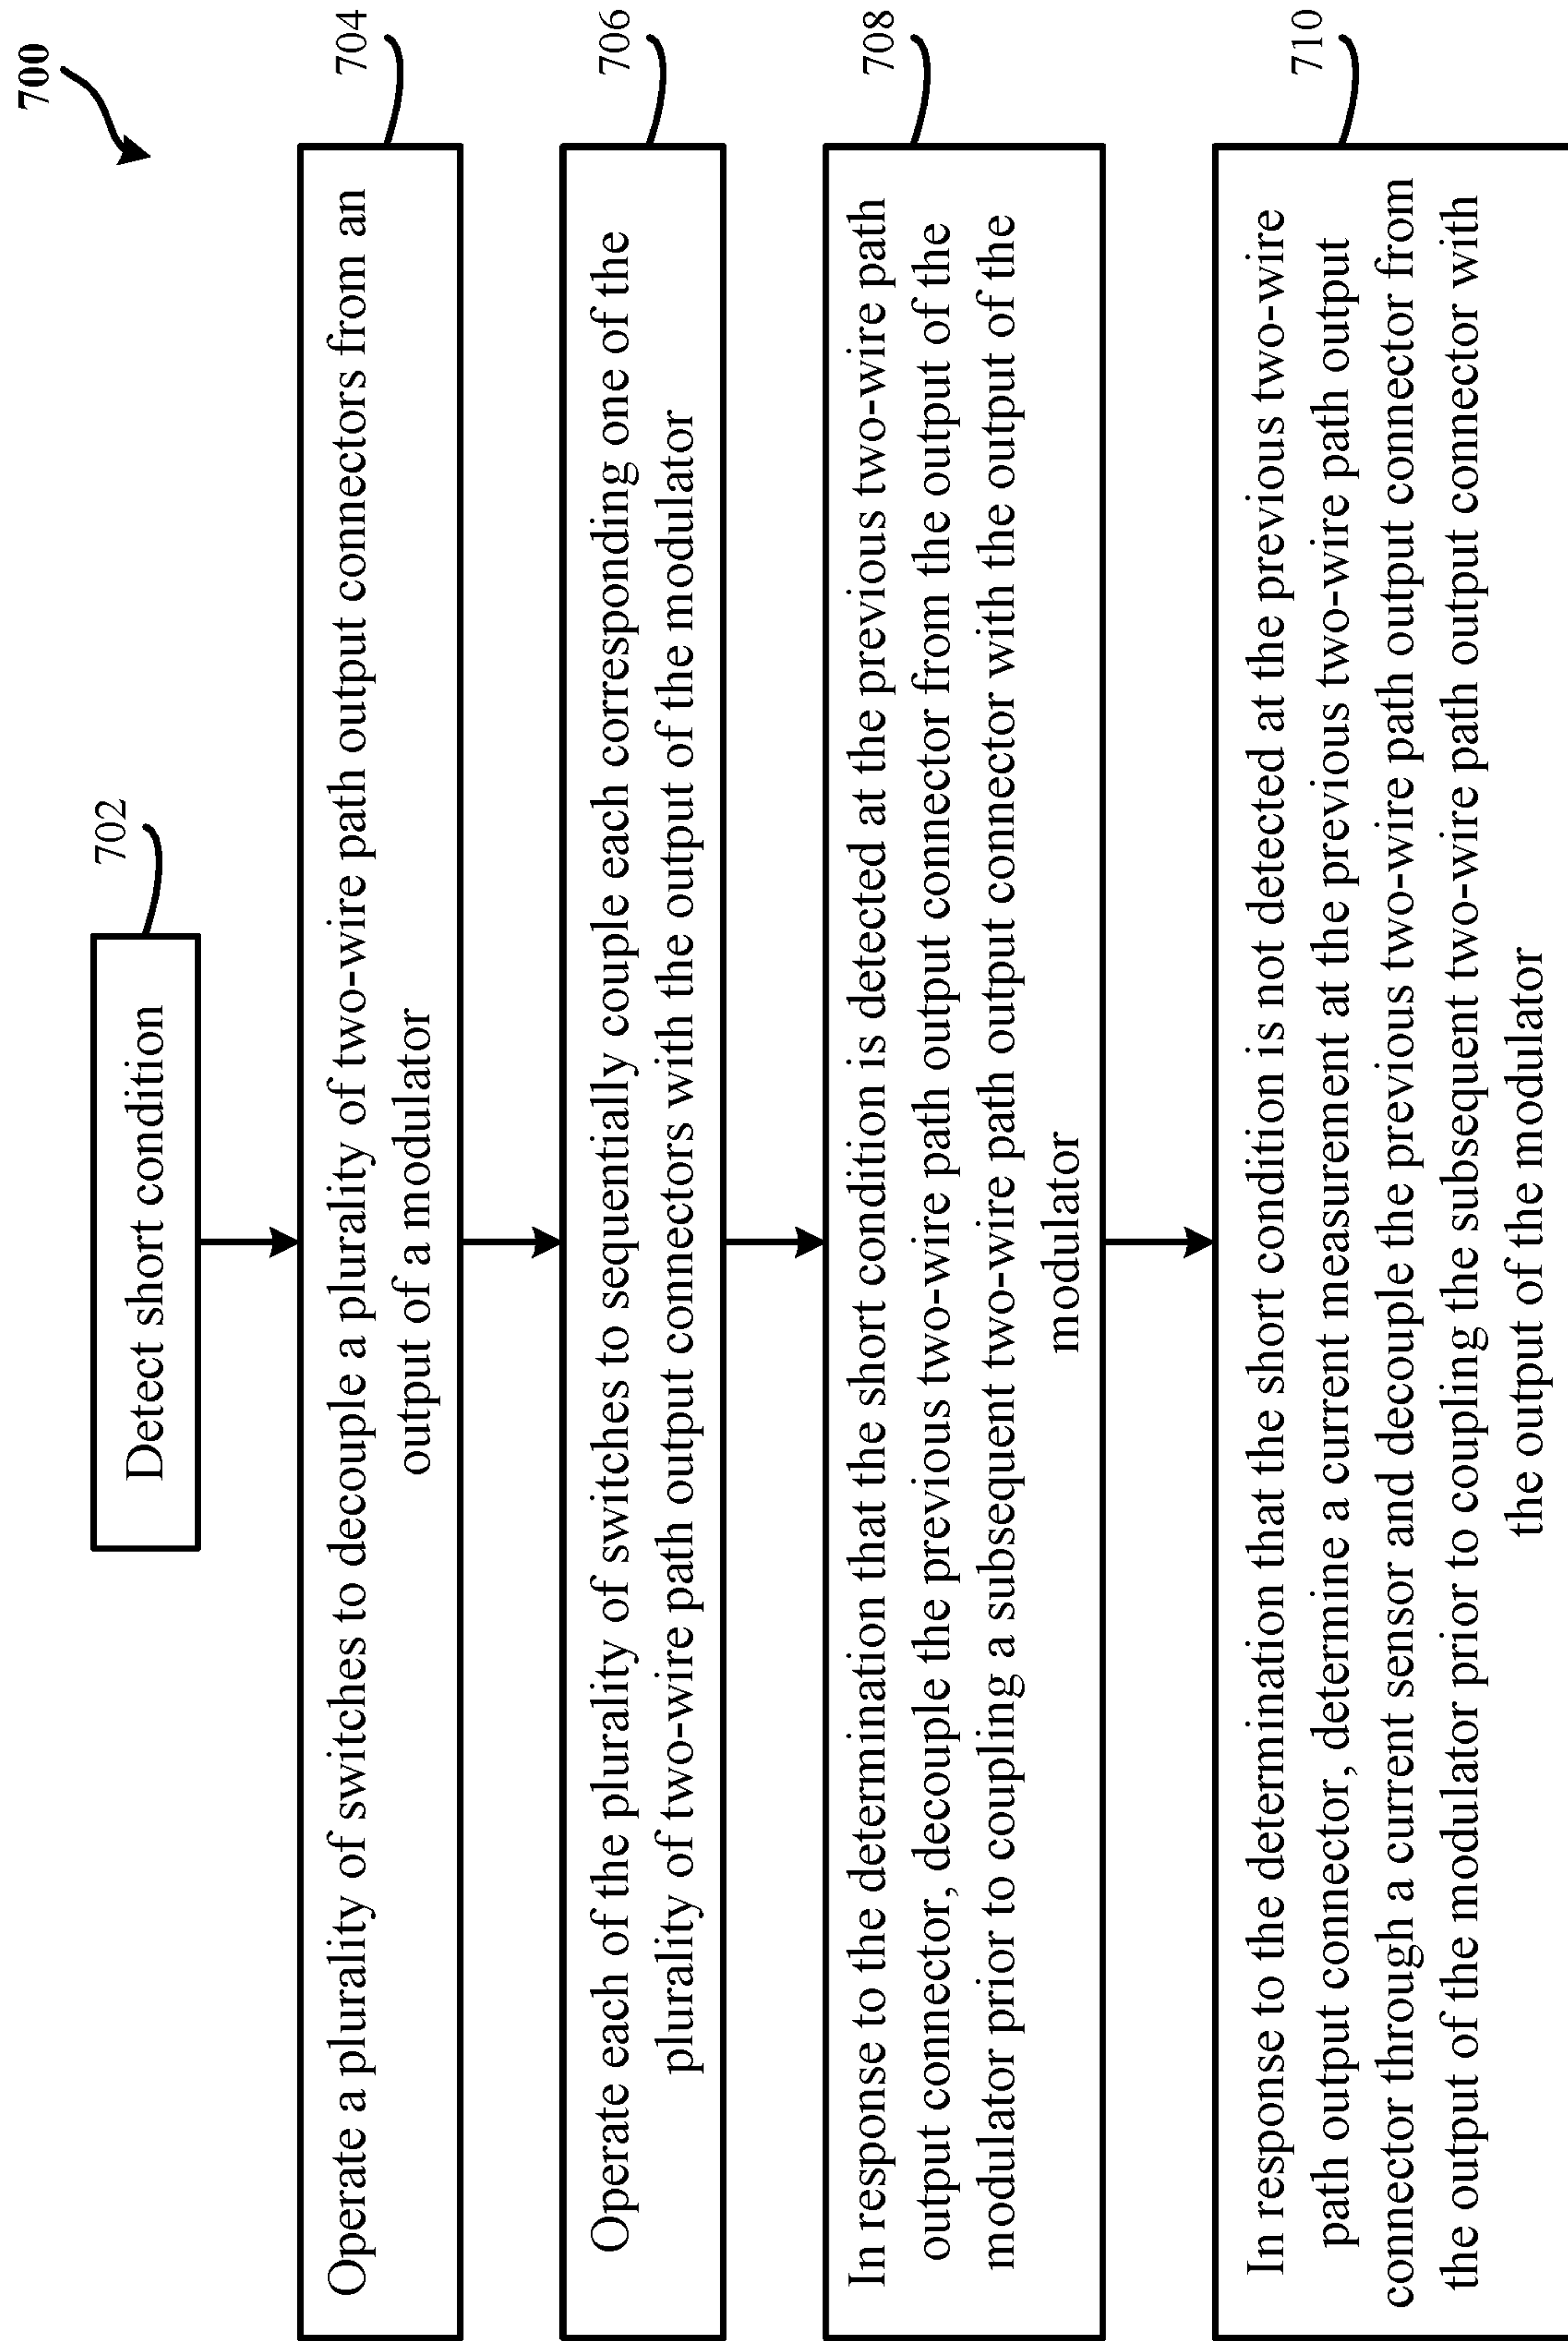 700
702
Detect short condition
704
Operate a plurality of switches to decouple a plurality of two-wire path output connectors from an
output of a modulator
706
Operate each of the plurality of switches to sequentially couple each corresponding one of the
plurality of two-wire path output connectors with the output of the modulator
708
In response to the determination that the short condition is detected at the previous two-wire path
output connector, decouple the previous two-wire path output connector from the output of the
modulator prior to coupling a subsequent two-wire path output connector with the output of the
modulator
710
In response to the determination that the short condition is not detected at the previous two-wire
path output connector, determine a current measurement at the previous two-wire path output
connector through a current sensor and decouple the previous two-wire path output connector from
the output of the modulator prior to coupling the subsequent two-wire path output connector with
the output of the modulator